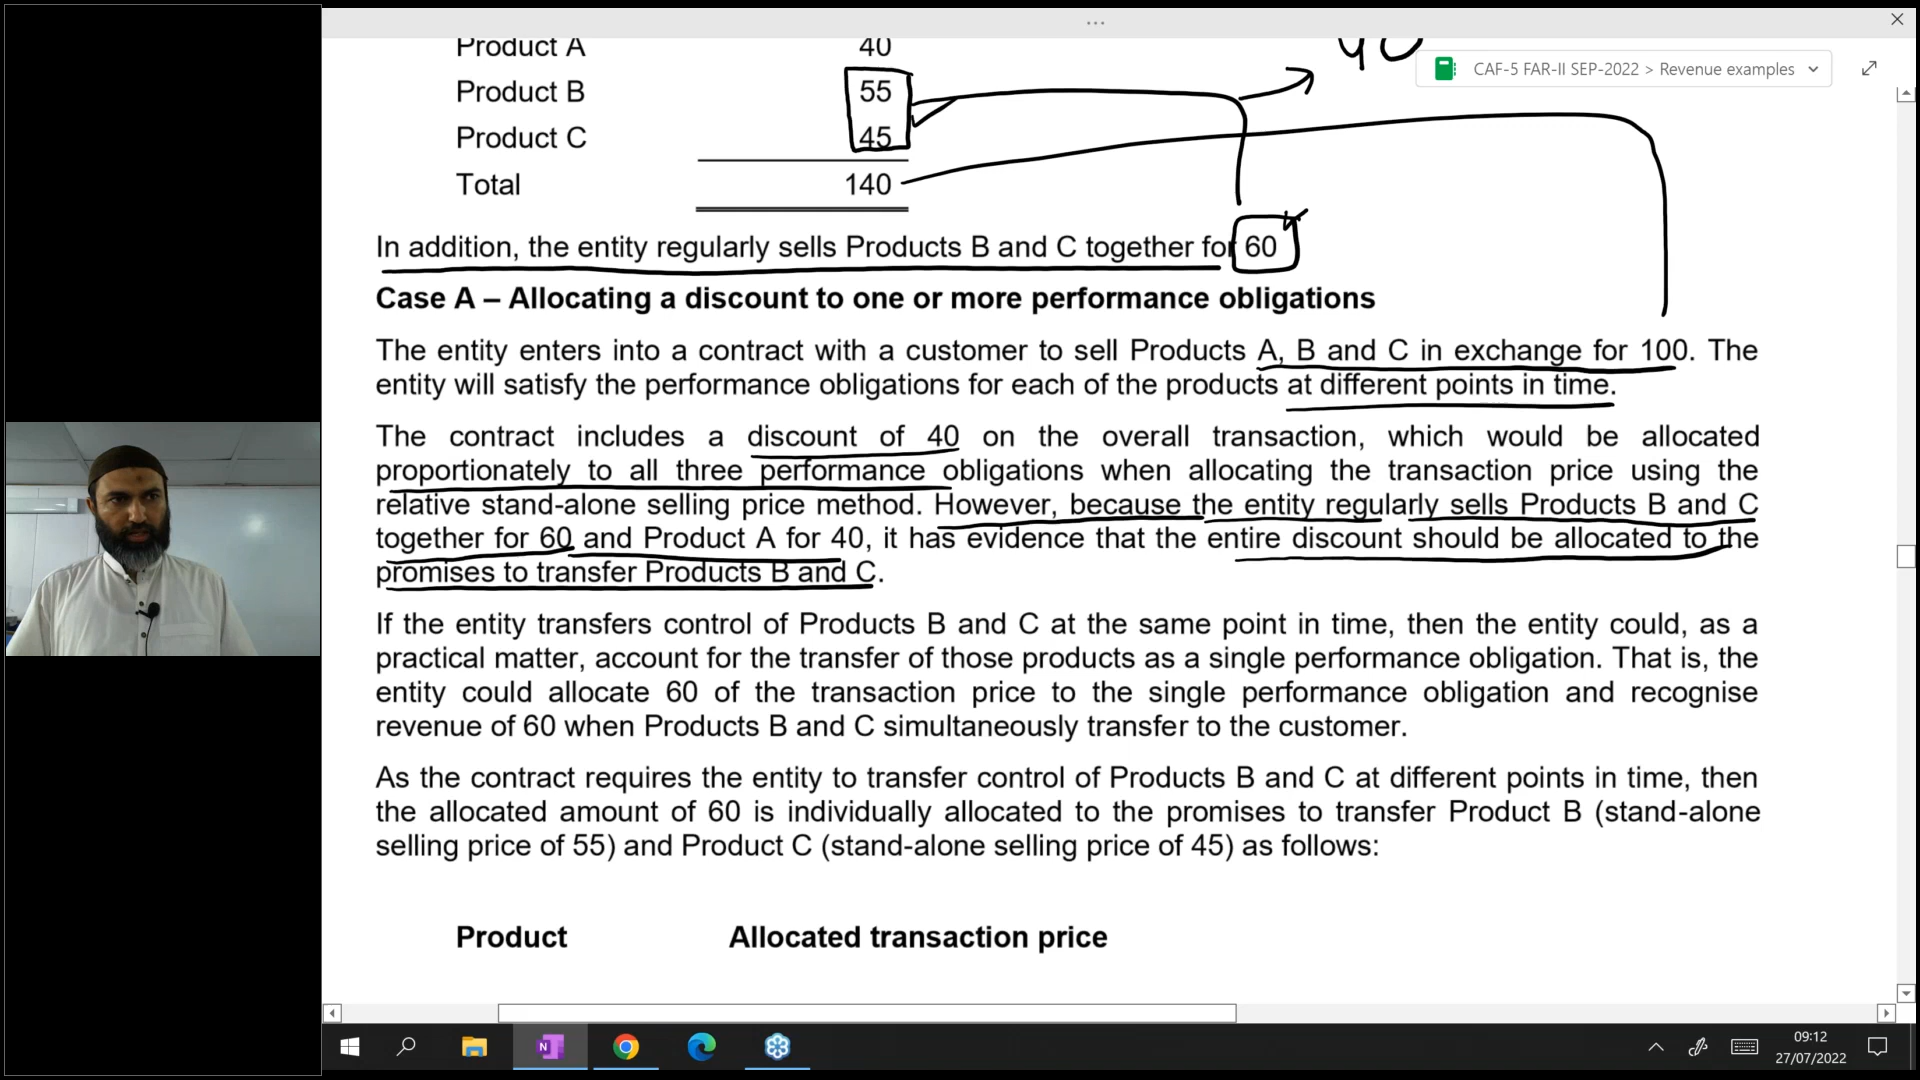 Product A 40
40
CAF-5 FAR-II SEP-2022 > Revenue examples
Product B 55
Product C 45
Total 140
In addition, the entity regularly sells Products B and C together for 60
Case A – Allocating a discount to one or more performance obligations
The entity enters into a contract with a customer to sell Products A, B and C in exchange for 100. The
entity will satisfy the performance obligations for each of the products at different points in time.
The contract includes a discount of 40 on the overall transaction, which would be allocated
proportionately to all three performance obligations when allocating the transaction price using the
relative stand-alone selling price method. However, because the entity regularly sells Products B and C
together for 60 and Product A for 40, it has evidence that the entire discount should be allocated to the
promises to transfer Products B and C.
If the entity transfers control of Products B and C at the same point in time, then the entity could, as a
practical matter, account for the transfer of those products as a single performance obligation. That is, the
entity could allocate 60 of the transaction price to the single performance obligation and recognise
revenue of 60 when Products B and C simultaneously transfer to the customer.
As the contract requires the entity to transfer control of Products B and C at different points in time, then
the allocated amount of 60 is individually allocated to the promises to transfer Product B (stand-alone
selling price of 55) and Product C (stand-alone selling price of 45) as follows:
Product Allocated transaction price
N
09:12
27/07/2022